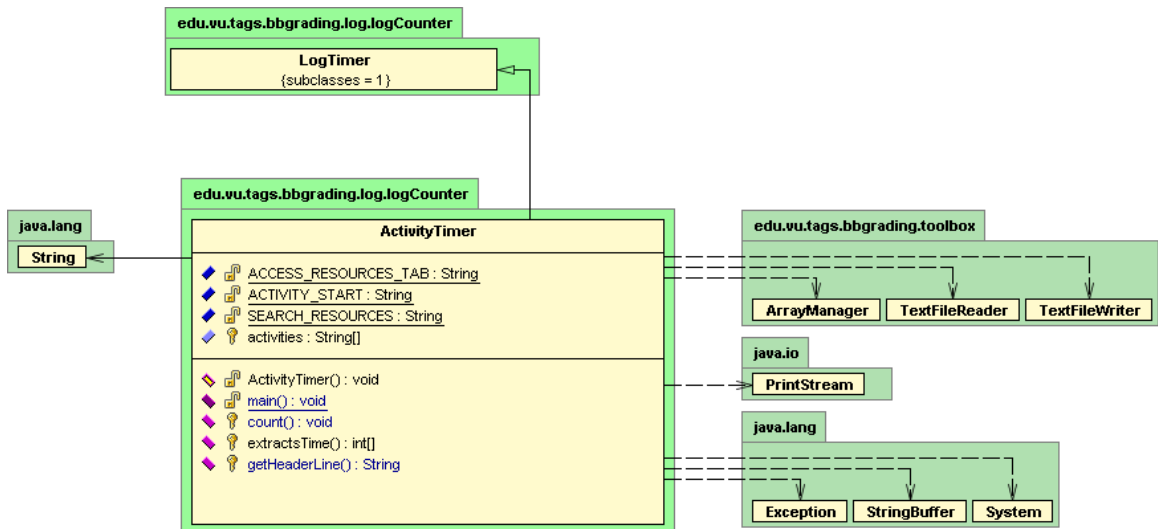 edu.vu.tags.bbgrading.log.logCounter
LogTimer
{subclasses = 1}
edu.vu.tags.bbgrading.log.logCounter
ActivityTimer
ACCESS_RESOURCES_TAB : String
ACTIVITY_START : String
SEARCH_RESOURCES : String
activities : String[]
ActivityTimer() : void
main() : void
count() : void
extractsTime() : int[]
getHeaderLine() : String
java.lang
String
edu.vu.tags.bbgrading.toolbox
ArrayManager TextFileReader TextFileWriter
java.io
PrintStream
java.lang
Exception StringBuffer System